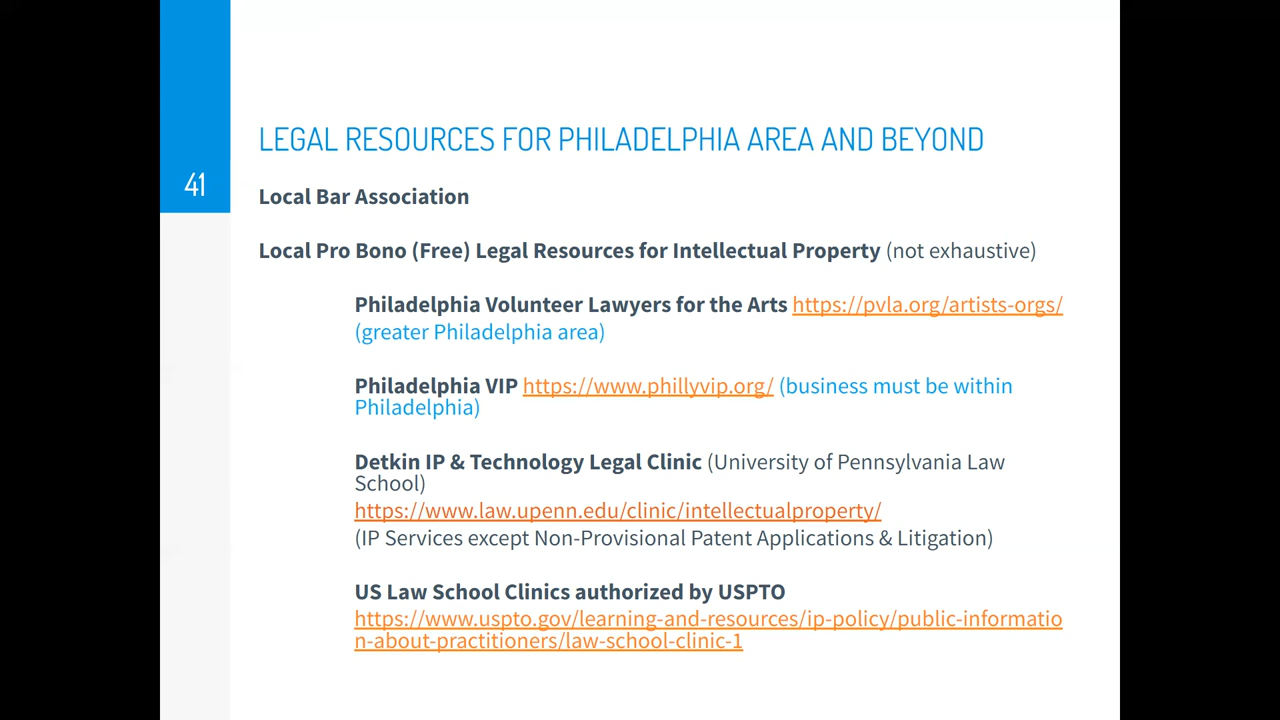 LEGAL RESOURCES FOR PHILADELPHIA AREA AND BEYOND
41
Local Bar Association
Local Pro Bono (Free) Legal Resources for Intellectual Property (not exhaustive)
Philadelphia Volunteer Lawyers for the Arts https://pvla.org/artists-orgs/
(greater Philadelphia area)
Philadelphia VIP https://www.phillyvip.org/ (business must be within
Philadelphia)
Detkin IP & Technology Legal Clinic (University of Pennsylvania Law
School)
https://www.law.upenn.edu/clinic/intellectualproperty/
(IP Services except Non-Provisional Patent Applications & Litigation)
US Law School Clinics authorized by USPTO
https://www.uspto.gov/learning-and-resources/ip-policy/public-informatio
n-about-practitioners/law-school-clinic-1